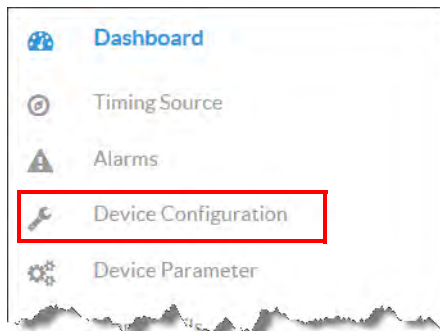 Dashboard
Timing Source
Alarms
Device Configuration
Device Parameter